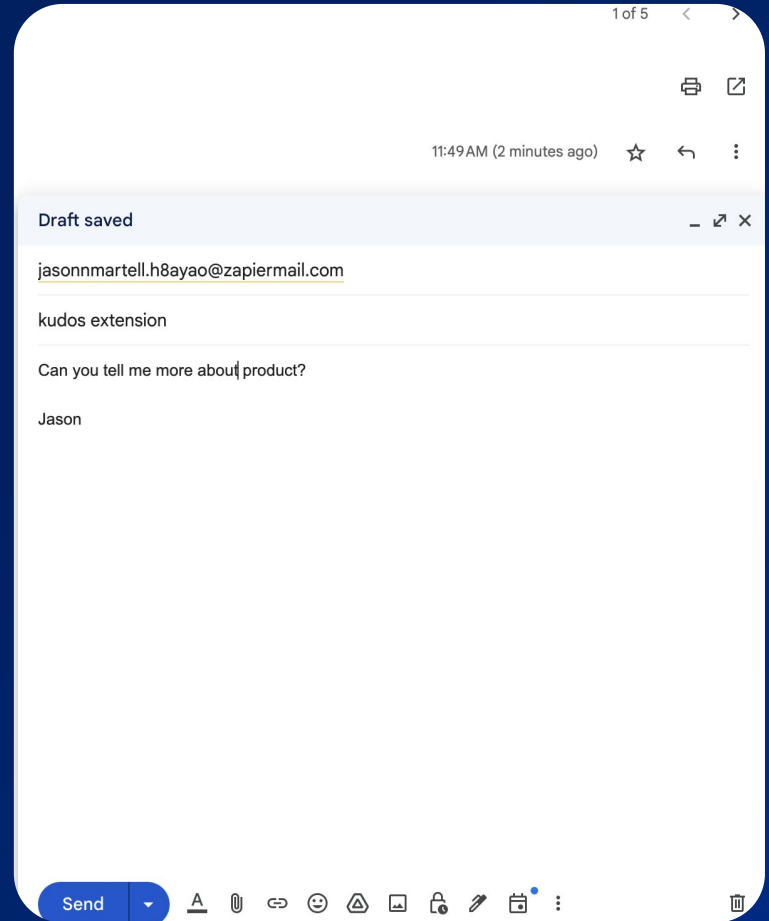 1 of 5
11:49 AM (2 minutes ago)
Draft saved
jasonnmartell.h8ayao@zapiermail.com
kudos extension
Can you tell me more about product?
Jason
Send